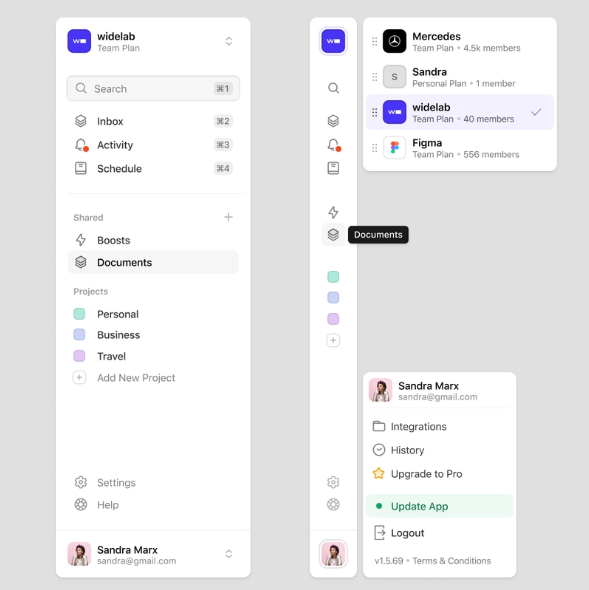 widelab
Team Plan
Search ⌘1
Inbox ⌘2
Activity ⌘3
Schedule ⌘4
Shared
Boosts
Documents
Projects
Personal
Business
Travel
Add New Project
Settings
Help
Sandra Marx
sandra@gmail.com
Documents
Mercedes
Team Plan • 4.5k members
S
Sandra
Personal Plan • 1 member
widelab
Team Plan • 40 members
Figma
Team Plan • 556 members
Sandra Marx
sandra@gmail.com
Integrations
History
Upgrade to Pro
Update App
Logout
v1.5.69 • Terms & Conditions